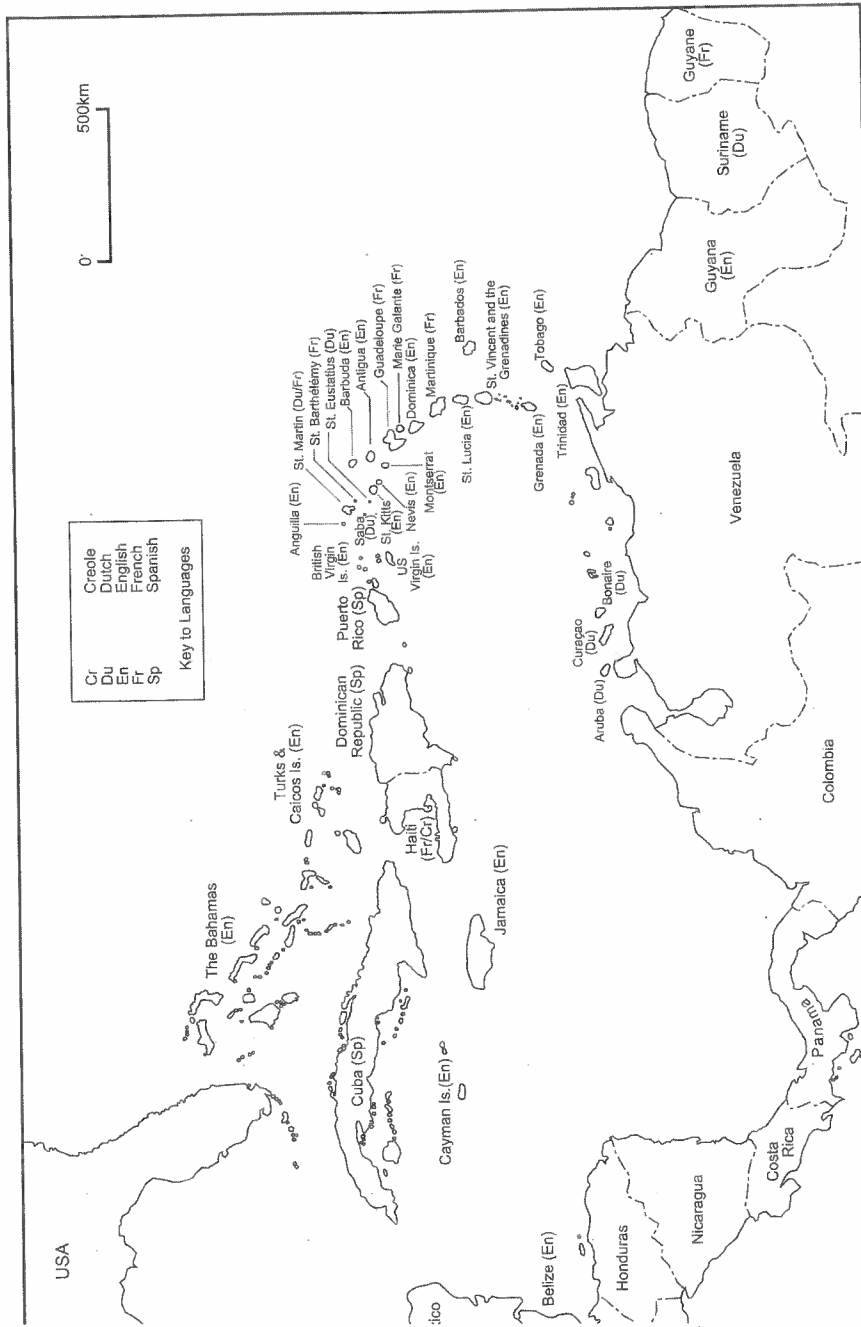 USA
0
500km
Cr Creole
Du Dutch
En English
Fr French
Sp Spanish
Key to Languages
The Bahamas
(En)
Turks &
Caicos Is. (En)
Cuba (Sp)
Cayman Is.(En)
Jamaica (En)
Haiti
(Fr/Cr)
Dominican
Republic (Sp)
Puerto
Rico (Sp)
British
Virgin
Is. (En)
US
Virgin Is.
(En)
Anguilla (En)
St. Martin (Du/Fr)
St. Barthélémy (Fr)
St. Eustatius (Du)
Barbuda (En)
Antigua (En)
Guadeloupe (Fr)
Marie Galante (Fr)
Dominica (En)
Martinique (Fr)
Saba
(Du)
St. Kitts
(En)
Nevis (En)
Montserrat
(En)
St. Lucia (En)
Barbados (En)
St. Vincent and the
Grenadines (En)
Grenada (En)
Tobago (En)
Trinidad (En)
Aruba (Du)
Curaçao
(Du)
Bonaire
(Du)
xico
Belize (En)
Honduras
Nicaragua
Costa
Rica
Panama
Colombia
Venezuela
Guyana
(En)
Suriname
(Du)
Guyane
(Fr)